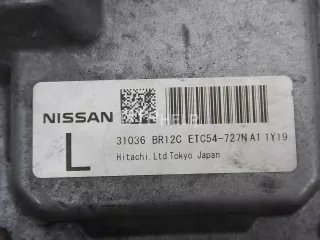 NISSAN
L
31036 BR12C ETC54-727N A1 1Y19
Hitachi.Ltd.Tokyo Japan